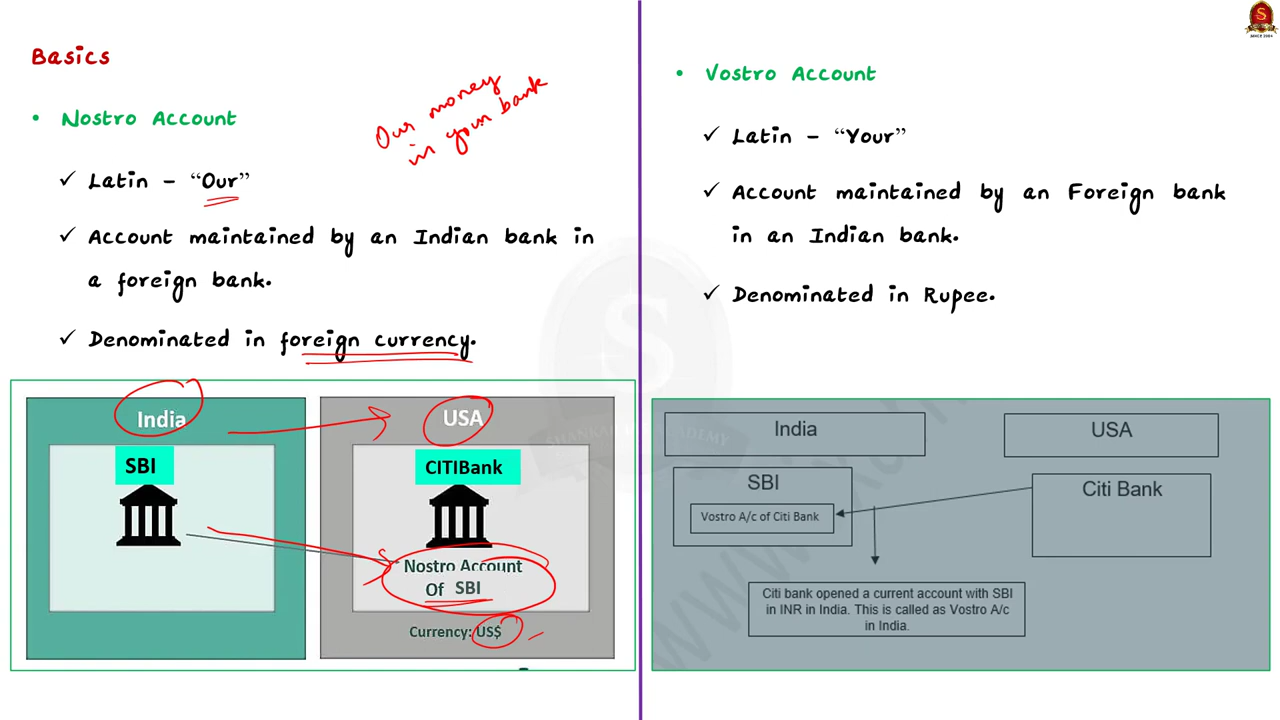 Basics
• Nostro Account
Our money
in your bank
✓ Latin – “Our”
✓ Account maintained by an Indian bank in
a foreign bank.
✓ Denominated in foreign currency.
India
SBI
USA
CITIBank
Nostro Account
Of SBI
Currency: US$
• Vostro Account
✓ Latin – “Your”
✓ Account maintained by an Foreign bank
in an Indian bank.
✓ Denominated in Rupee.
India
USA
SBI
Vostro A/c of Citi Bank
Citi Bank
Citi bank opened a current account with SBI
in INR in India. This is called as Vostro A/c
in India.
S
SINCE 2004